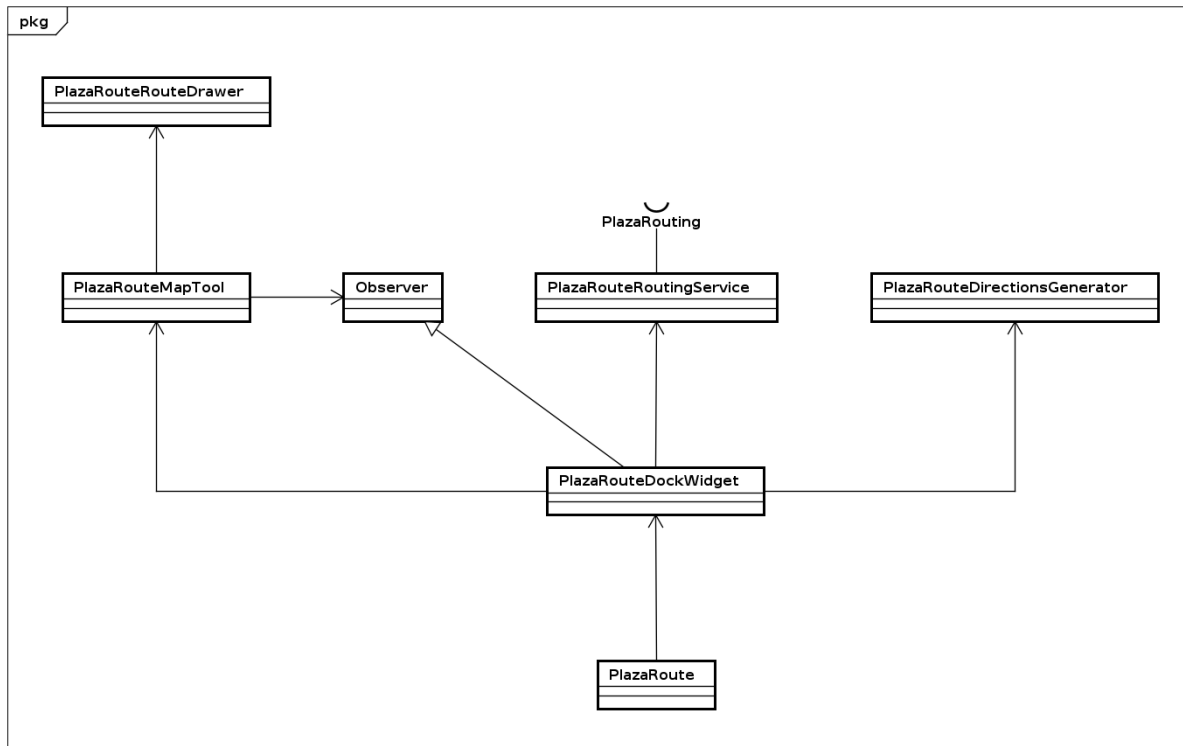 pkg
PlazaRouteRouteDrawer
PlazaRouting
PlazaRouteMapTool
Observer
PlazaRouteRoutingService
PlazaRouteDirectionsGenerator
PlazaRouteDockWidget
PlazaRoute